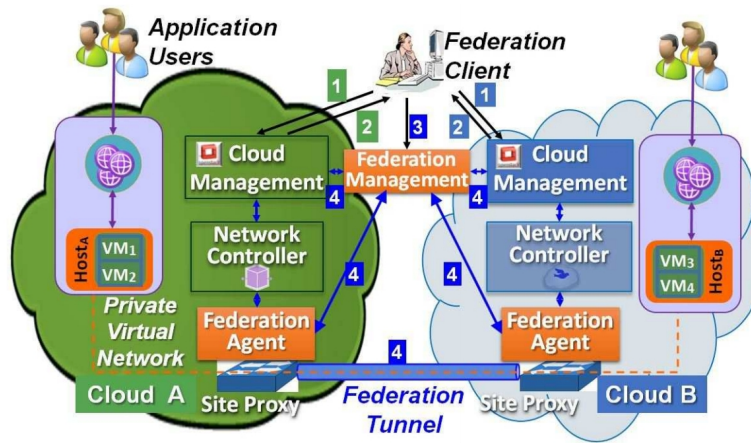 Application
Users
Federation
Client
1
2
3
2
1
Cloud
Management
4
Federation
Management
4
Cloud
Management
Network
Controller
4
4
Network
Controller
HostA
VM1
VM2
VM3
VM4
HostB
Private
Virtual
Network
Federation
Agent
4
Federation
Agent
Cloud A
Site Proxy
Federation
Tunnel
Site Proxy
Cloud B